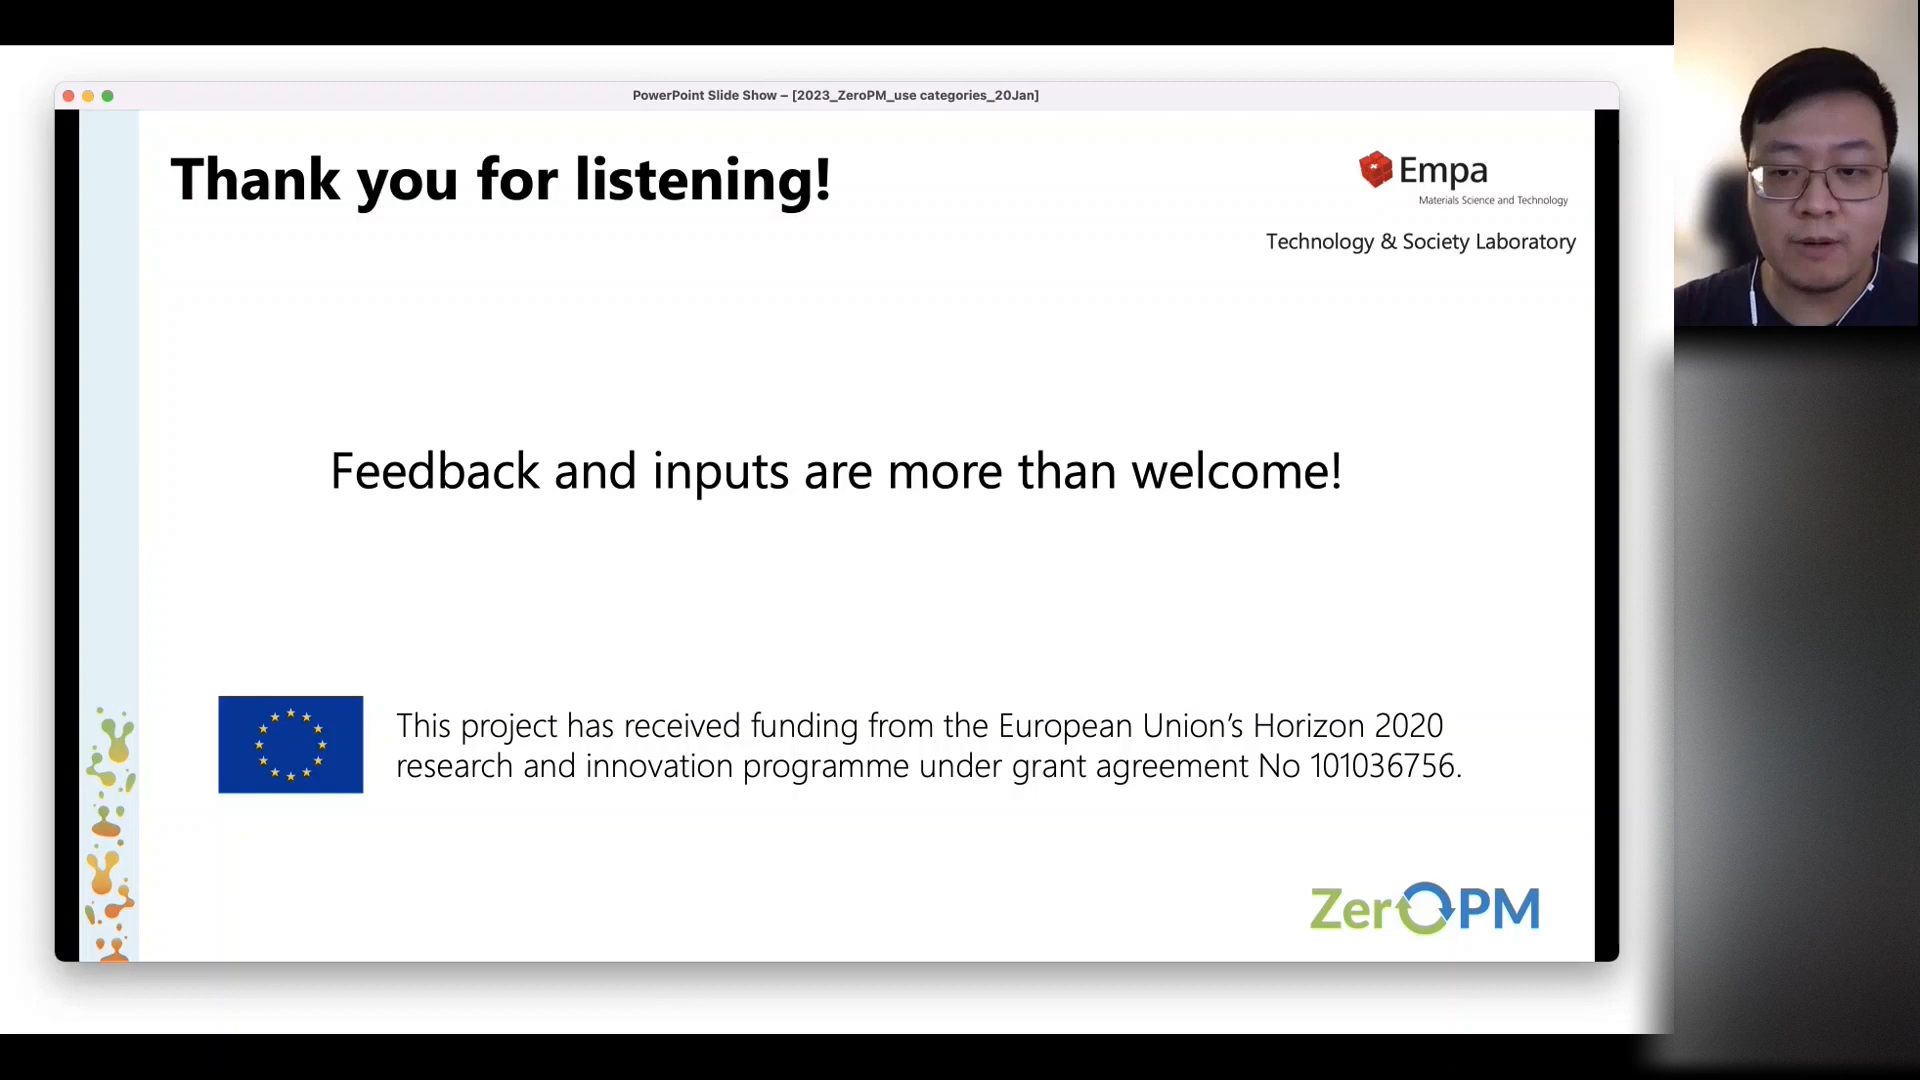 PowerPoint Slide Show – [2023_ZeroPM_use categories_20Jan]
Thank you for listening!
Empa
Materials Science and Technology
Technology & Society Laboratory
Feedback and inputs are more than welcome!
This project has received funding from the European Union's Horizon 2020
research and innovation programme under grant agreement No 101036756.
ZeroPM